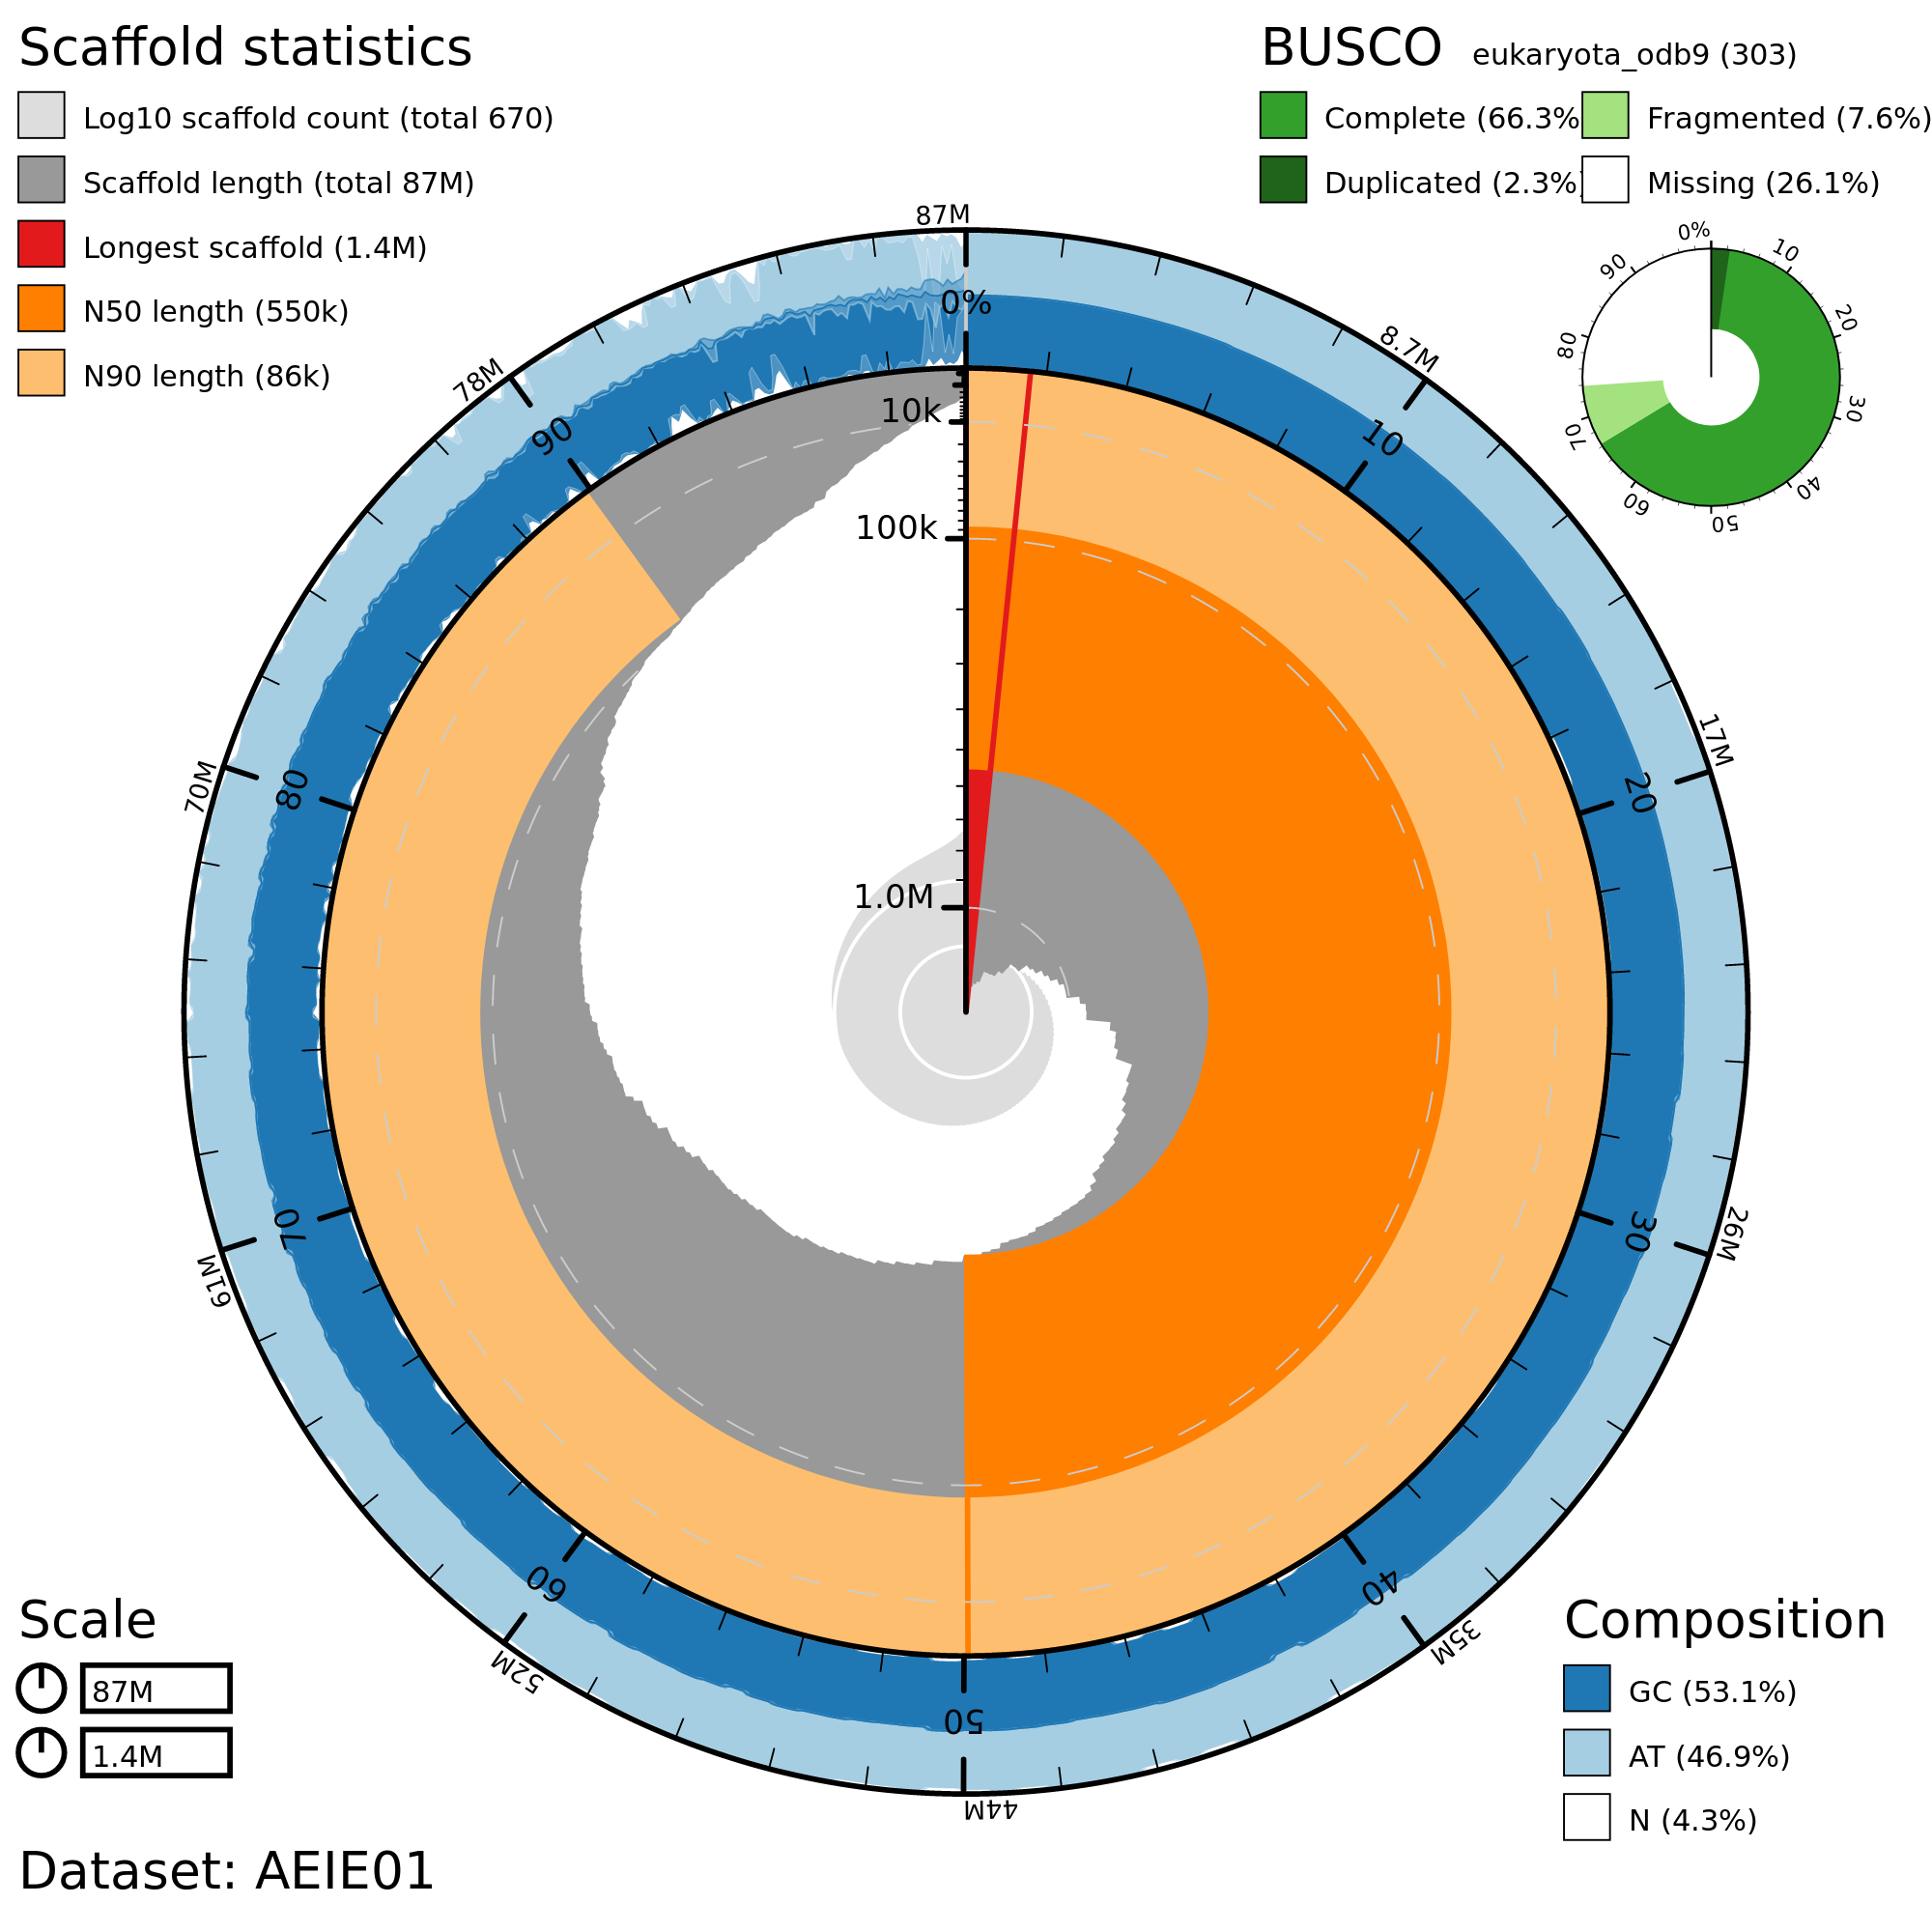 Scaffold statistics
Log10 scaffold count (total 670)
Scaffold length (total 87M)
Longest scaffold (1.4M)
N50 length (550k)
N90 length (86k)
BUSCO eukaryota_odb9 (303)
Complete (66.3%
Fragmented (7.6%)
Duplicated (2.3%)
Missing (26.1%)
0%
10
20
30
40
50
60
70
80
90
87M
8.7M
17M
26M
35M
44M
52M
61M
70M
78M
0%
10
20
30
40
50
60
70
80
90
10k
100k
1.0M
Scale
87M
1.4M
Composition
GC (53.1%)
AT (46.9%)
N (4.3%)
Dataset: AEIE01